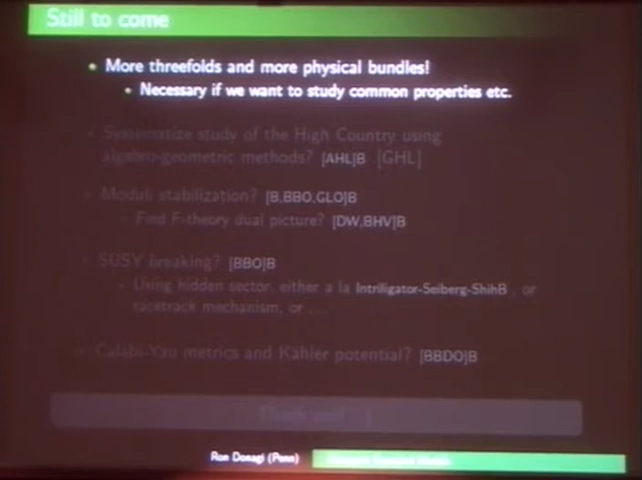 Still to come
• More threefolds and more physical bundles!
• Necessary if we want to study common properties etc.
• Systematize study of the High Country using
algebro-geometric methods? [AHL]B [GHL]
• Moduli stabilization? [B,BBO,GLO]B
• Find F-theory dual picture? [DW,BHV]B
• SUSY breaking? [BBO]B
• Using hidden sector, either a la Intriligator-Seiberg-ShihB , or
racetrack mechanism, or ...
• Calabi-Yau metrics and Kähler potential? [BBDO]B
Thank you!
Ron Donagi (Penn)